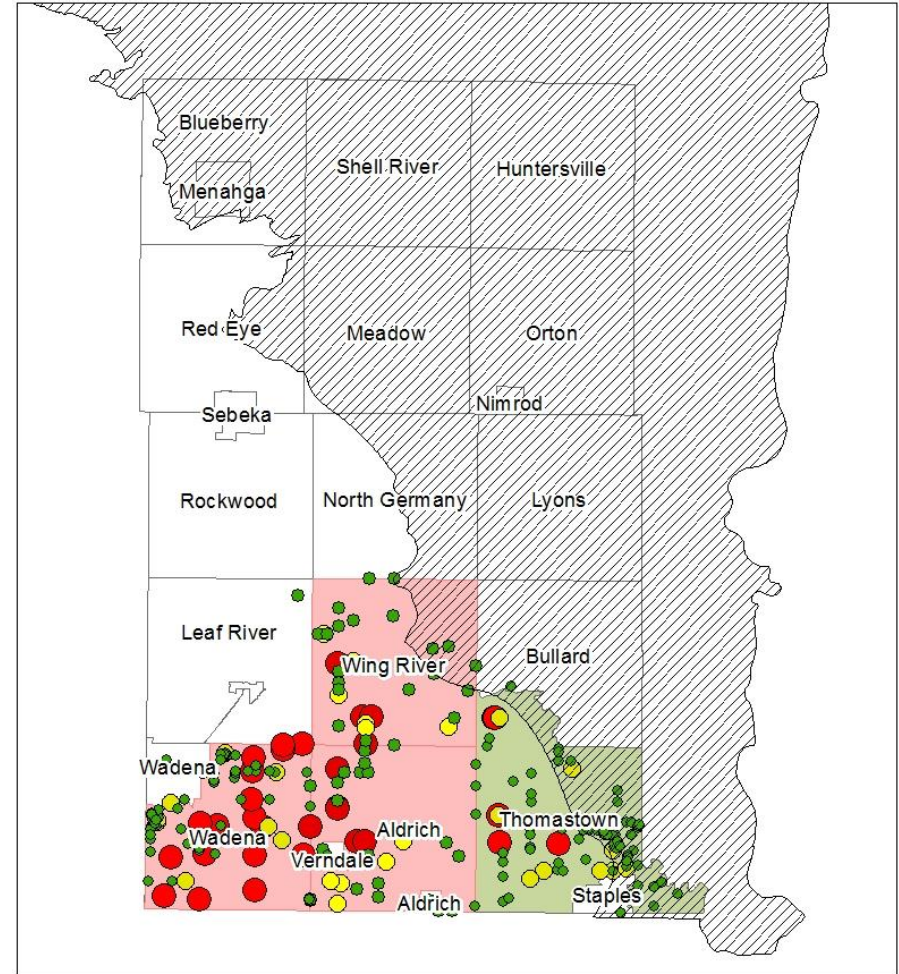 Blueberry
Shell River
Huntersville
Menahga
Red Eye
Meadow
Orton
Nimrod
Sebeka
Rockwood
North Germany
Lyons
Leaf River
Wing River
Bullard
Wadena
Thomastown
Aldrich
Wadena
Verndale
Staples
Aldrich